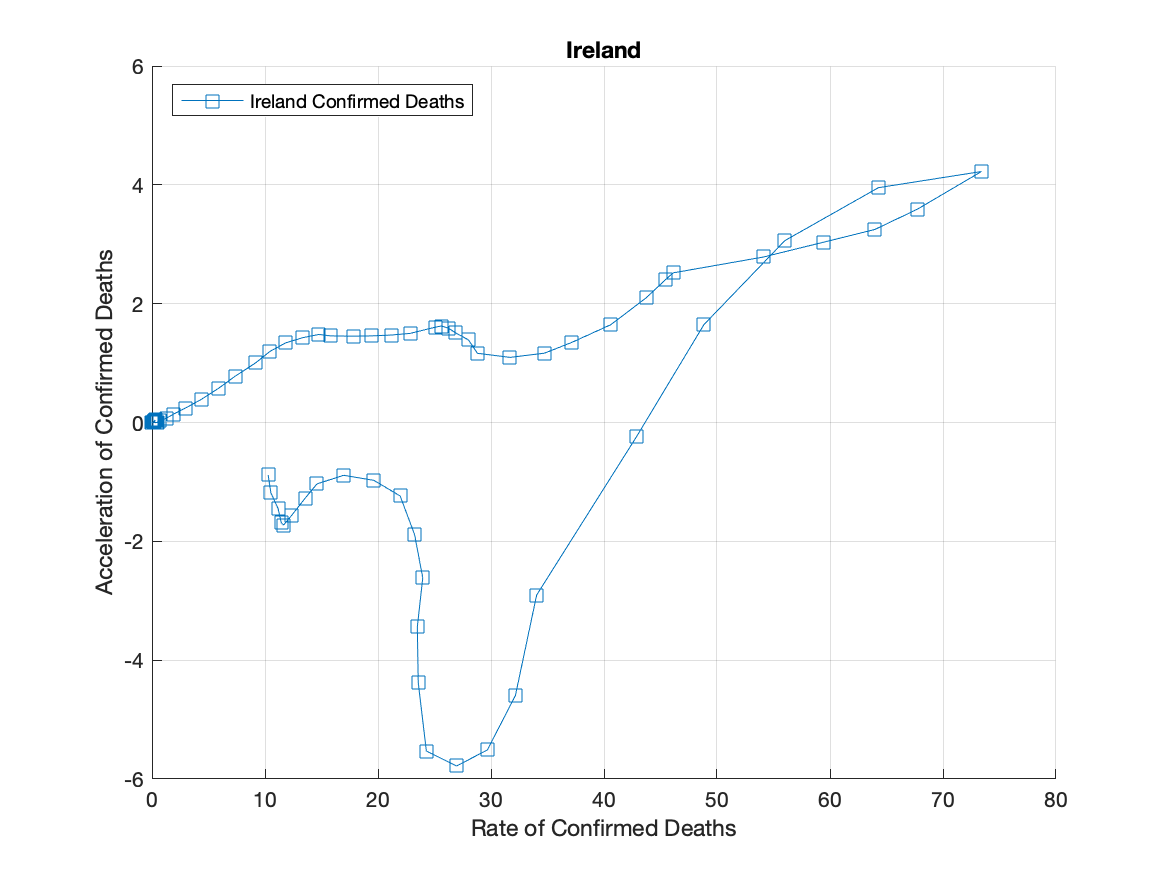 Ireland
Ireland Confirmed Deaths
6
4
2
0
-2
-4
-6
Acceleration of Confirmed Deaths
0 10 20 30 40 50 60 70 80
Rate of Confirmed Deaths